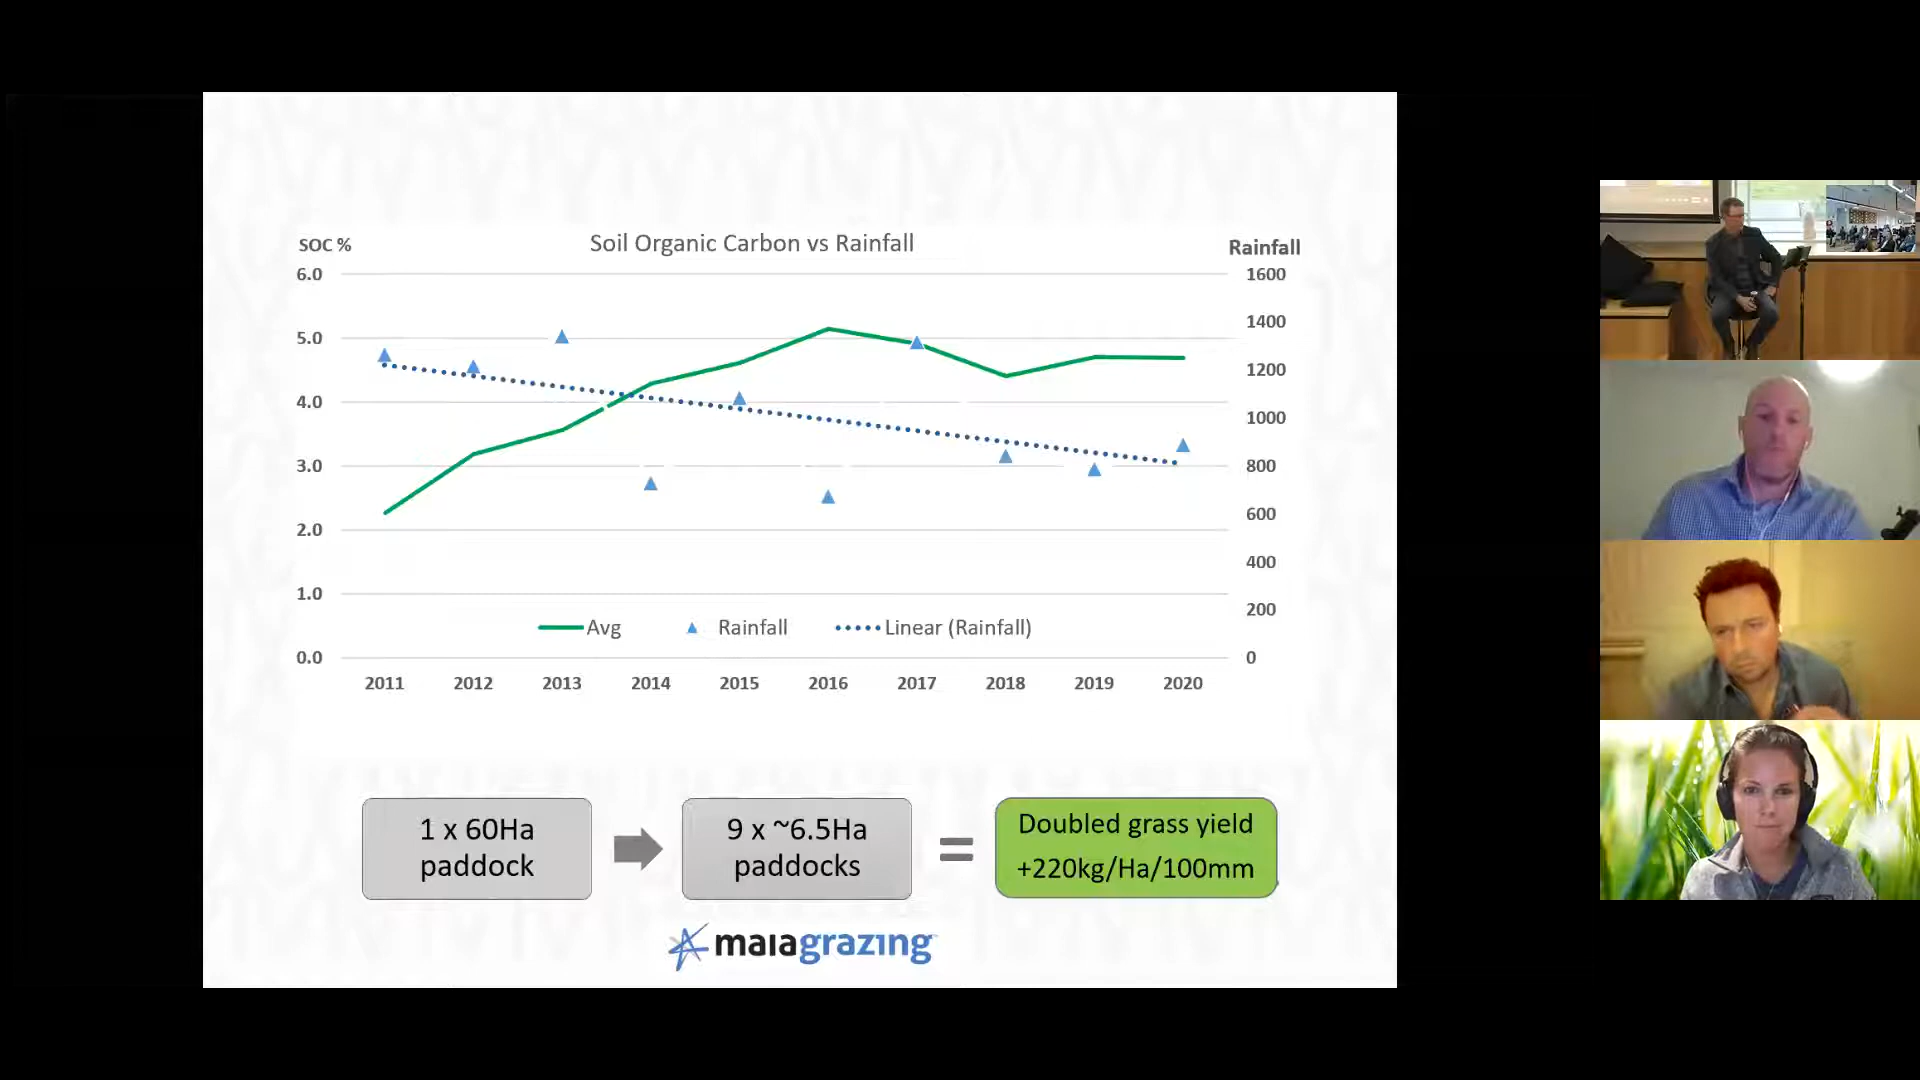 Soil Organic Carbon vs Rainfall
SOC %
Rainfall
6.0
5.0
4.0
3.0
2.0
1.0
0.0
1600
1400
1200
1000
800
600
400
200
0
Avg
Rainfall
Linear (Rainfall)
2011 2012 2013 2014 2015 2016 2017 2018 2019 2020
1 x 60Ha
paddock
9 x ~6.5Ha
paddocks
=
Doubled grass yield
+220kg/Ha/100mm
maiagrazing